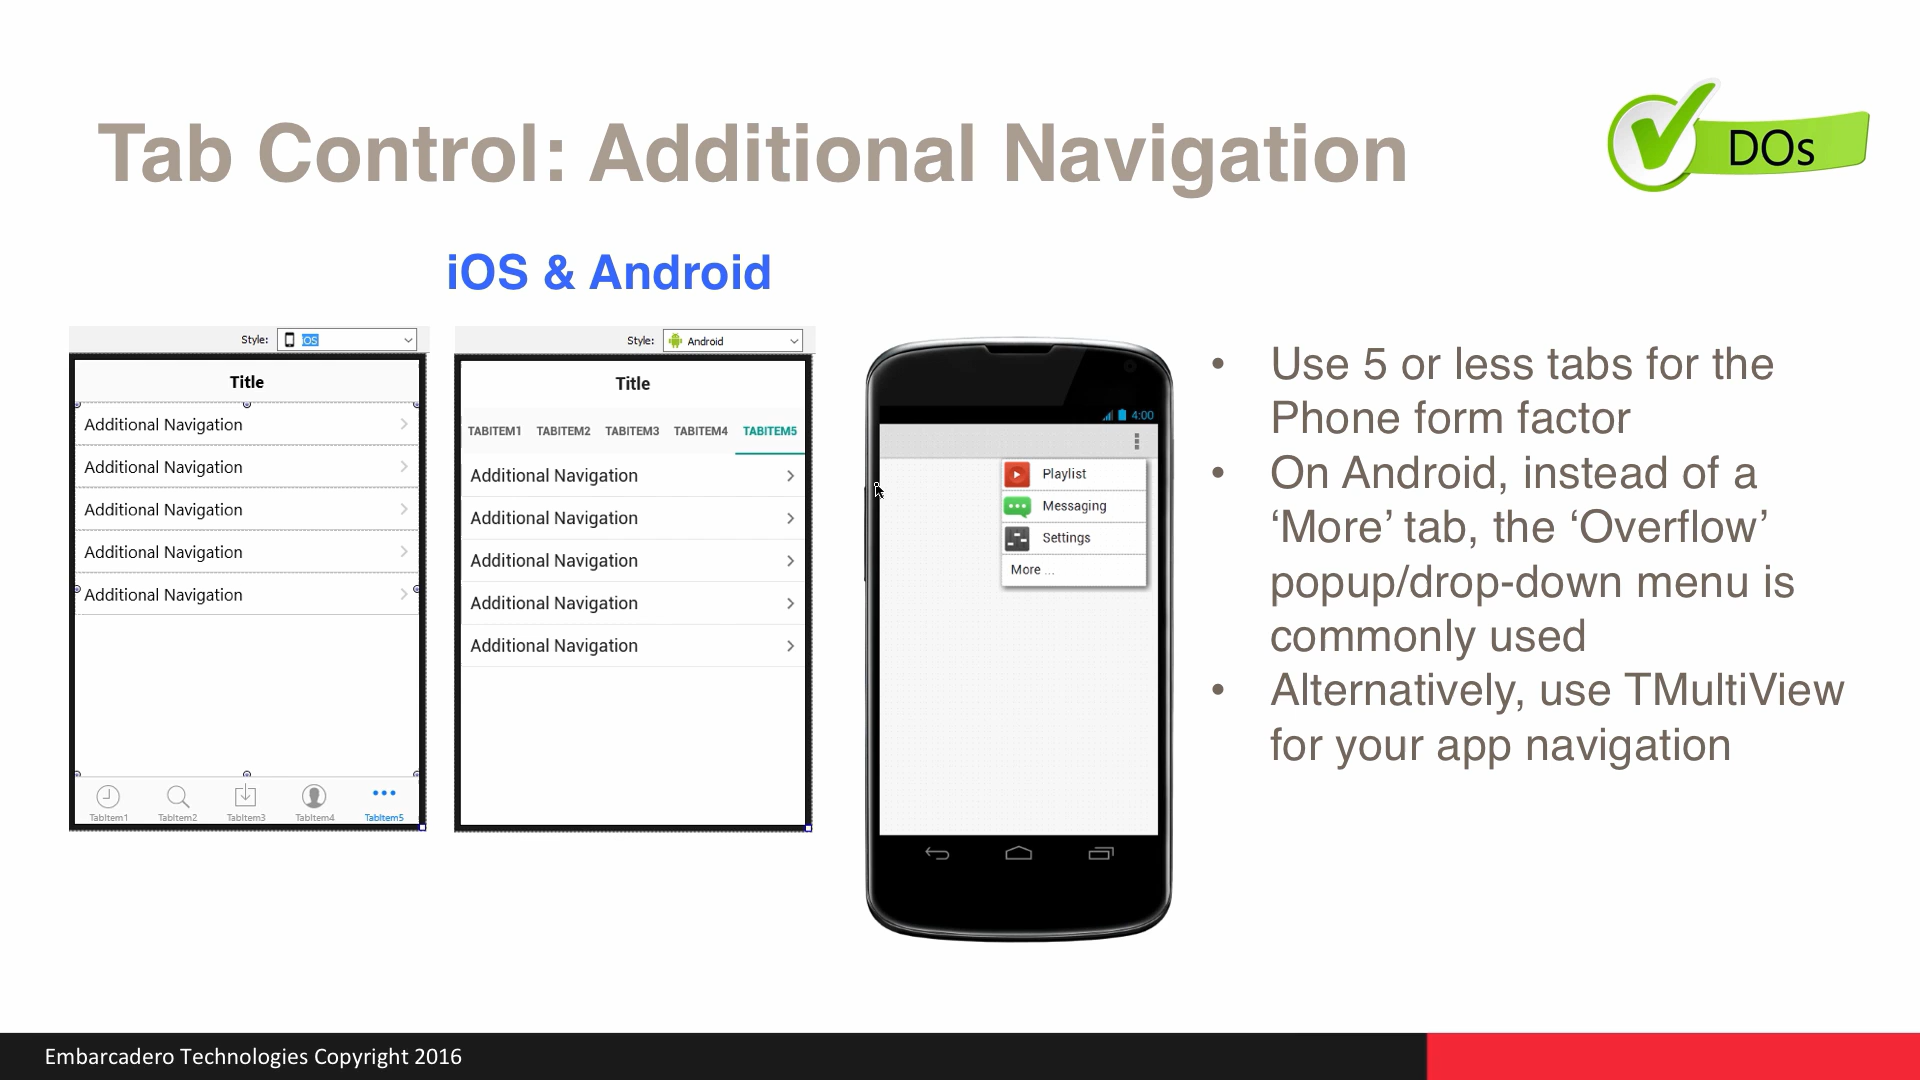 Tab Control: Additional Navigation
DOs
iOS & Android
Style: iOS
Title
Additional Navigation
Additional Navigation
Additional Navigation
Additional Navigation
Additional Navigation
TabItem1 TabItem2 TabItem3 TabItem4 TabItem5
Style: Android
Title
TABITEM1 TABITEM2 TABITEM3 TABITEM4 TABITEM5
Additional Navigation
Additional Navigation
Additional Navigation
Additional Navigation
Additional Navigation
4:00
Playlist
Messaging
Settings
More ...
• Use 5 or less tabs for the
Phone form factor
• On Android, instead of a
‘More’ tab, the ‘Overflow’
popup/drop-down menu is
commonly used
• Alternatively, use TMultiView
for your app navigation
Embarcadero Technologies Copyright 2016